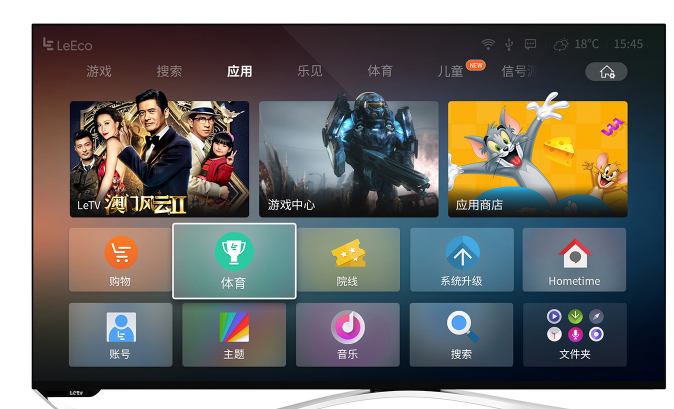 LeEco
18°C 15:45
游戏 搜索 应用 乐见 体育 儿童 NEW 信号源
LeTV 澳门风云II
游戏中心
应用商店
购物 体育 院线 系统升级 Hometime
账号 主题 音乐 搜索 文件夹
LeTV